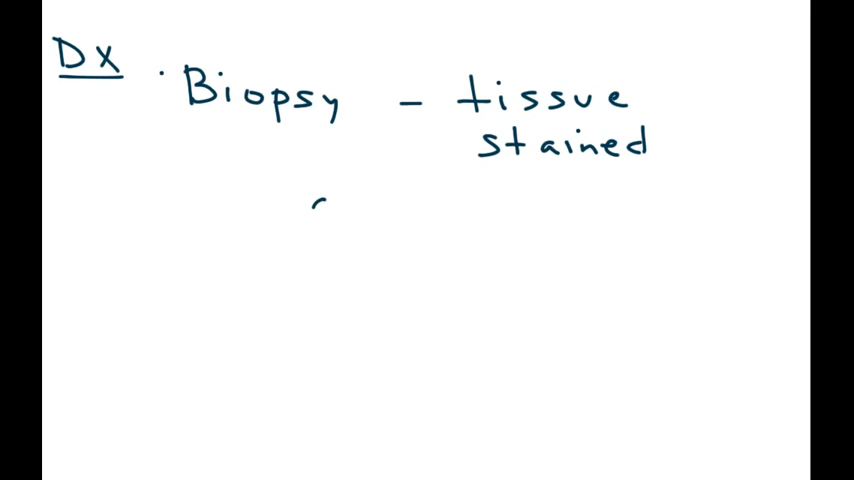 Dx
· Biopsy – tissue
stained